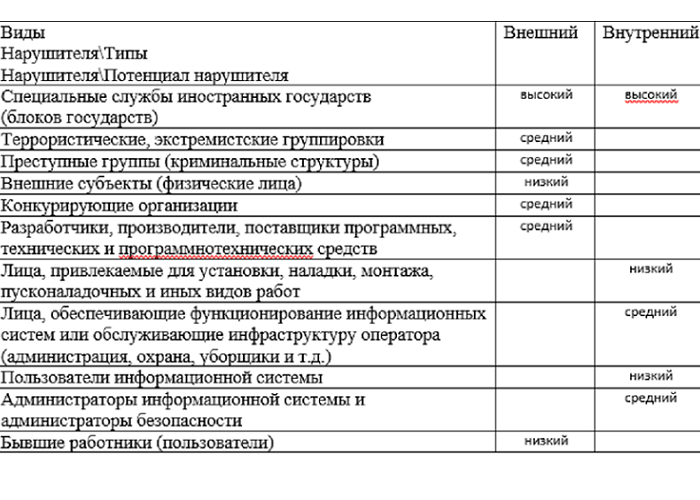 Виды Внешний Внутренний
Нарушителя\Типы
Нарушителя\Потенциал нарушителя
Специальные службы иностранных государств высокий высокий
(блоков государств)
Террористические, экстремистские группировки средний
Преступные группы (криминальные структуры) средний
Внешние субъекты (физические лица) низкий
Конкурирующие организации средний
Разработчики, производители, поставщики программных, средний
технических и программнотехнических средств
Лица, привлекаемые для установки, наладки, монтажа, низкий
пусконаладочных и иных видов работ
Лица, обеспечивающие функционирование информационных средний
систем или обслуживающие инфраструктуру оператора
(администрация, охрана, уборщики и т.д.)
Пользователи информационной системы низкий
Администраторы информационной системы и средний
администраторы безопасности
Бывшие работники (пользователи) низкий